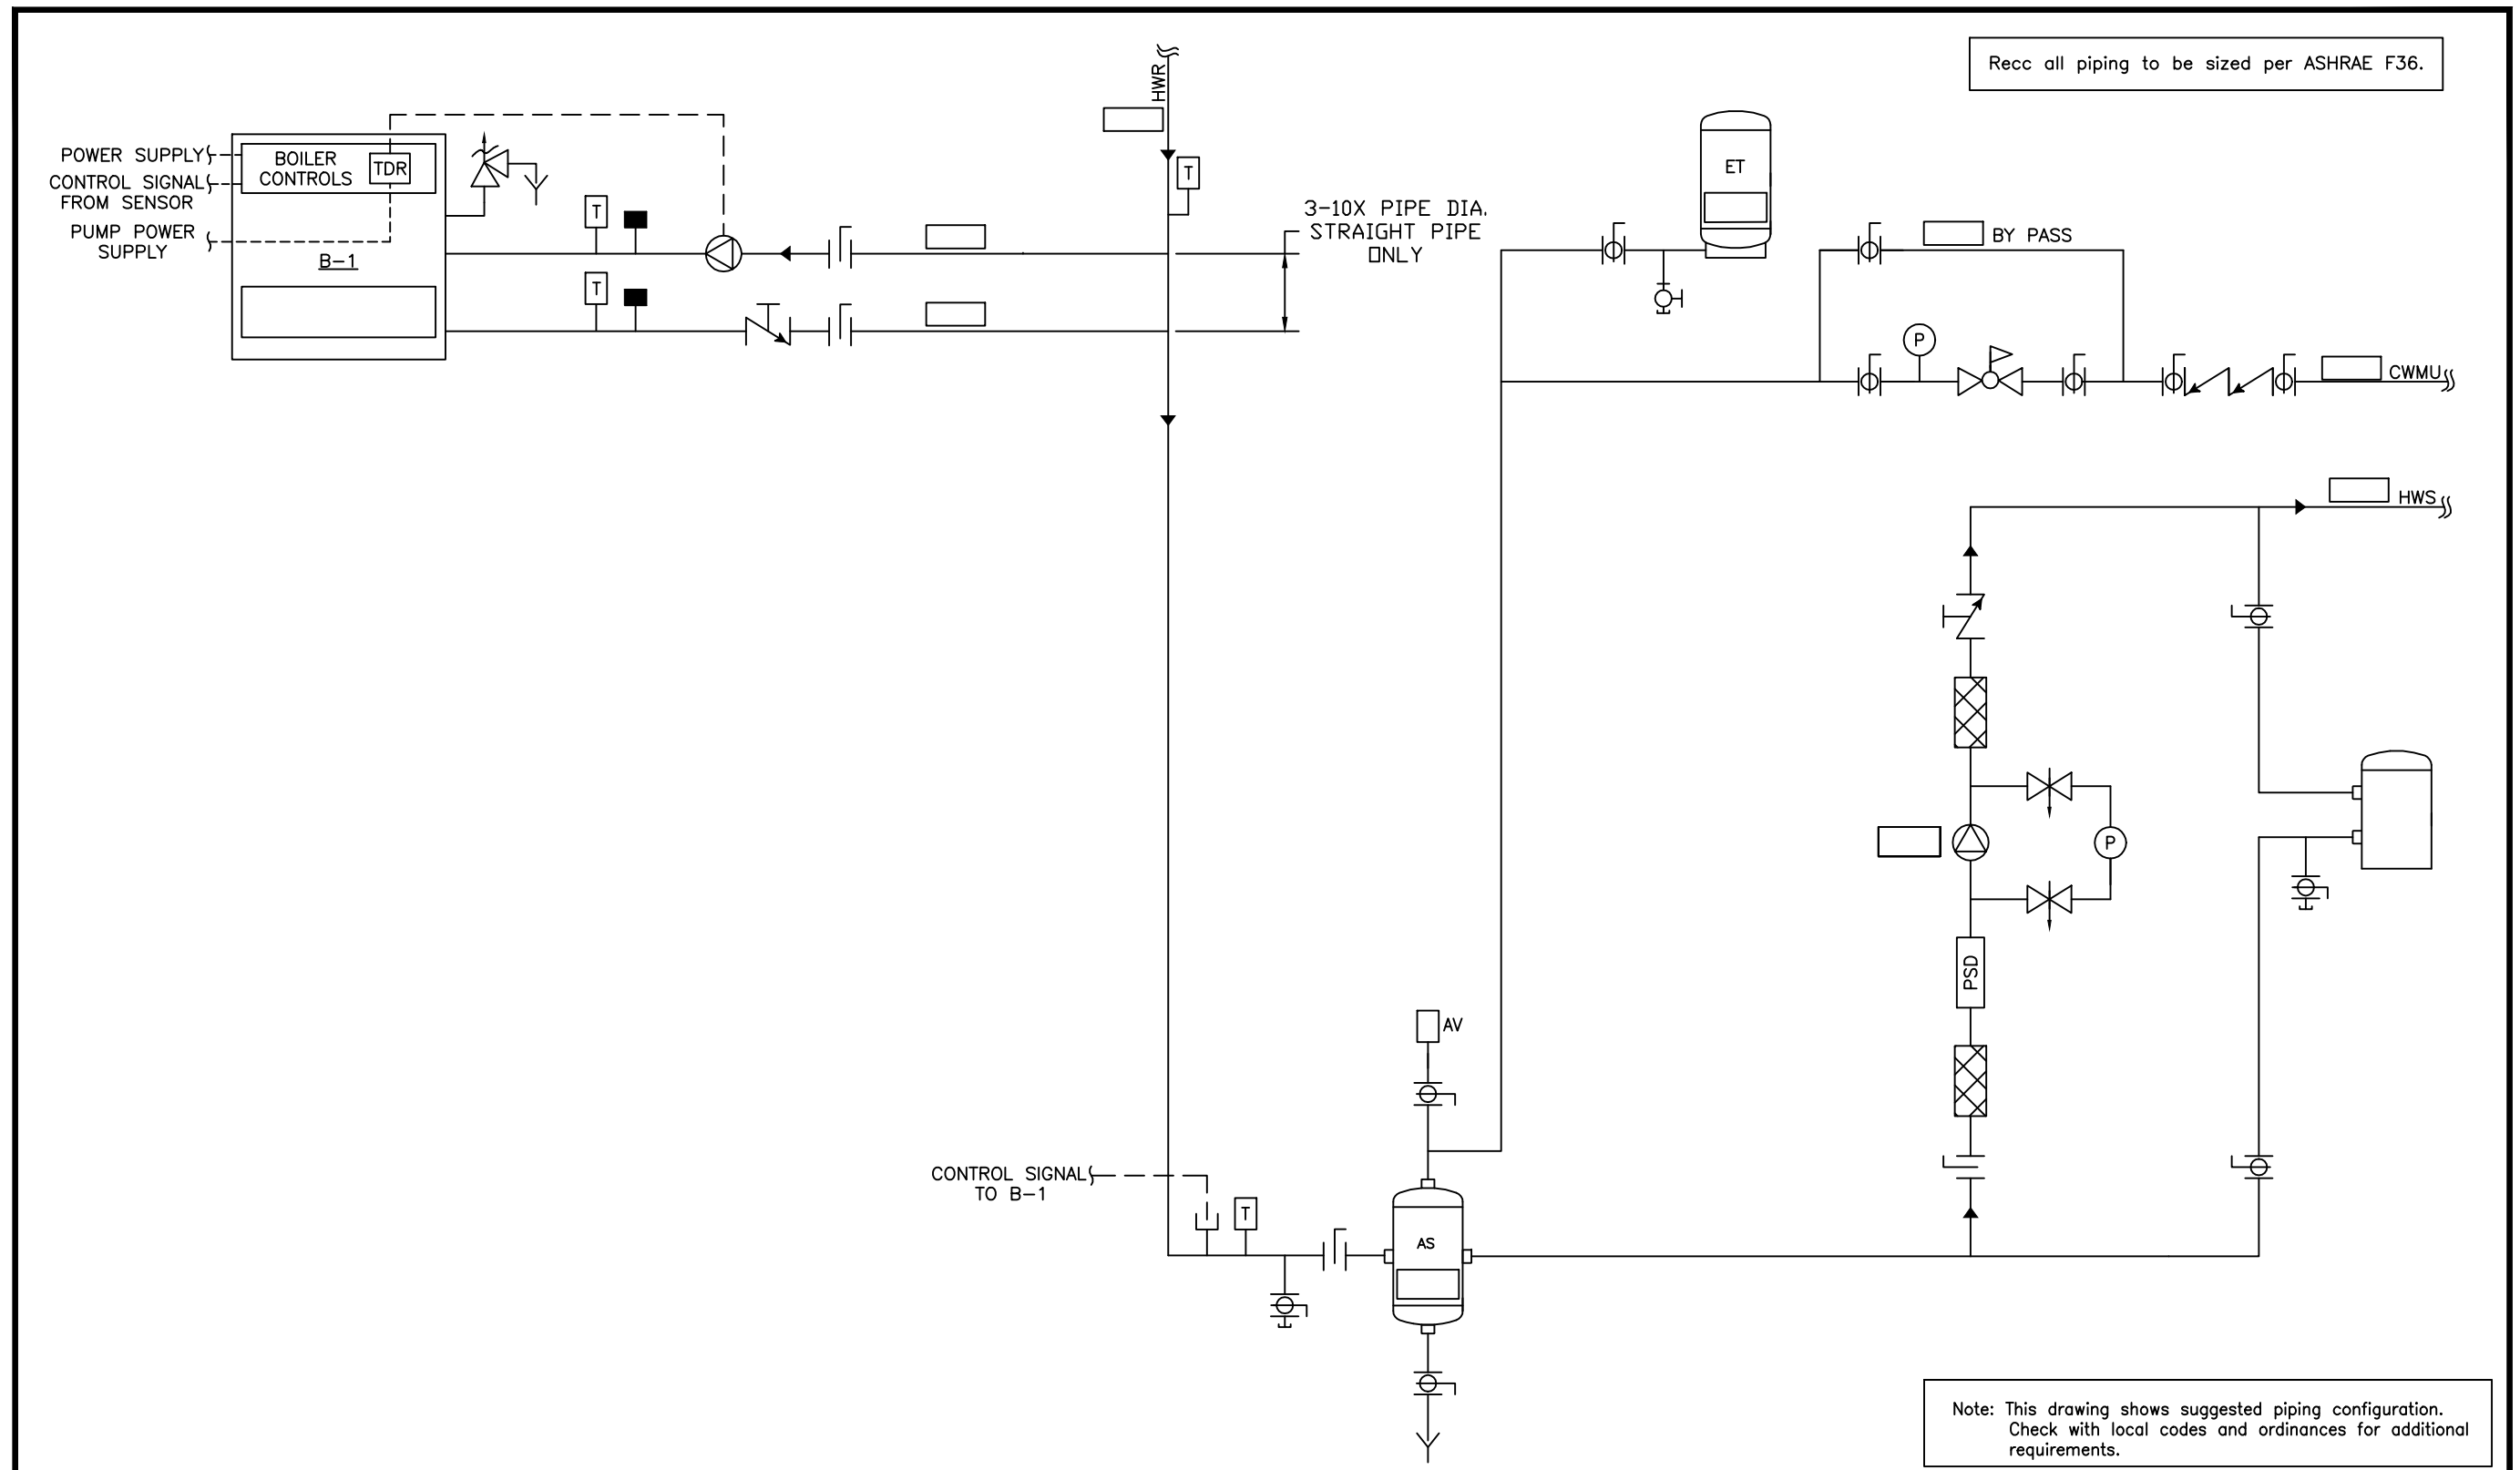 HWR
Recc all piping to be sized per ASHRAE F36.
POWER SUPPLY
CONTROL SIGNAL
FROM SENSOR
PUMP POWER
SUPPLY
BOILER
CONTROLS
TDR
B-1
T
T
T
3-10X PIPE DIA.
STRAIGHT PIPE
ONLY
ET
BY PASS
P
CWMU
HWS
P
PSD
AV
CONTROL SIGNAL
TO B-1
T
AS
Note: This drawing shows suggested piping configuration.
Check with local codes and ordinances for additional
requirements.